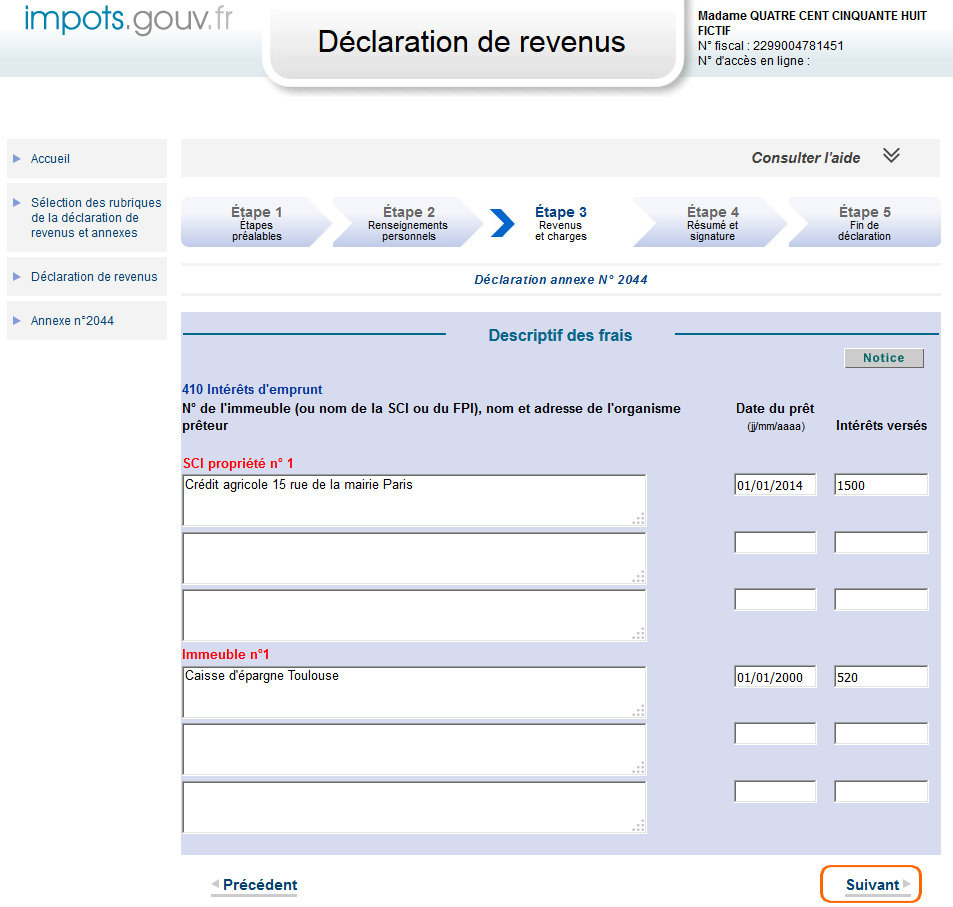 impots.gouv.fr
Déclaration de revenus
Madame QUATRE CENT CINQUANTE HUIT
FICTIF
N° fiscal : 2299004781451
N° d'accès en ligne :
Accueil
Sélection des rubriques
de la déclaration de
revenus et annexes
Déclaration de revenus
Annexe n°2044
Consulter l'aide
Étape 1
Étapes
préalables
Étape 2
Renseignements
personnels
Étape 3
Revenus
et charges
Étape 4
Résumé et
signature
Étape 5
Fin de
déclaration
Déclaration annexe N° 2044
Descriptif des frais
Notice
410 Intérêts d'emprunt
N° de l'immeuble (ou nom de la SCI ou du FPI), nom et adresse de l'organisme
prêteur
Date du prêt
(jj/mm/aaaa)
Intérêts versés
SCI propriété n° 1
Crédit agricole 15 rue de la mairie Paris
01/01/2014
1500
Immeuble n°1
Caisse d'épargne Toulouse
01/01/2000
520
Précédent
Suivant